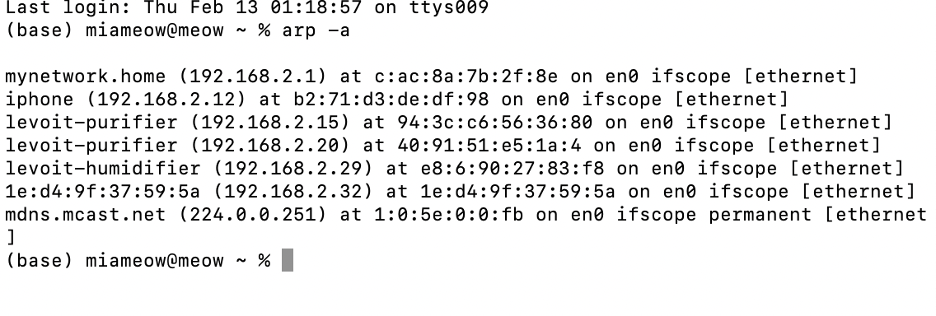 Last login: Thu Feb 13 01:18:57 on ttys009
(base) miameow@meow ~ % arp -a
mynetwork.home (192.168.2.1) at c:ac:8a:7b:2f:8e on en0 ifscope [ethernet]
iphone (192.168.2.12) at b2:71:d3:de:df:98 on en0 ifscope [ethernet]
levoit-purifier (192.168.2.15) at 94:3c:c6:56:36:80 on en0 ifscope [ethernet]
levoit-purifier (192.168.2.20) at 40:91:51:e5:1a:4 on en0 ifscope [ethernet]
levoit-humidifier (192.168.2.29) at e8:6:90:27:83:f8 on en0 ifscope [ethernet]
1e:d4:9f:37:59:5a (192.168.2.32) at 1e:d4:9f:37:59:5a on en0 ifscope [ethernet]
mdns.mcast.net (224.0.0.251) at 1:0:5e:0:0:fb on en0 ifscope permanent [ethernet
]
(base) miameow@meow ~ %